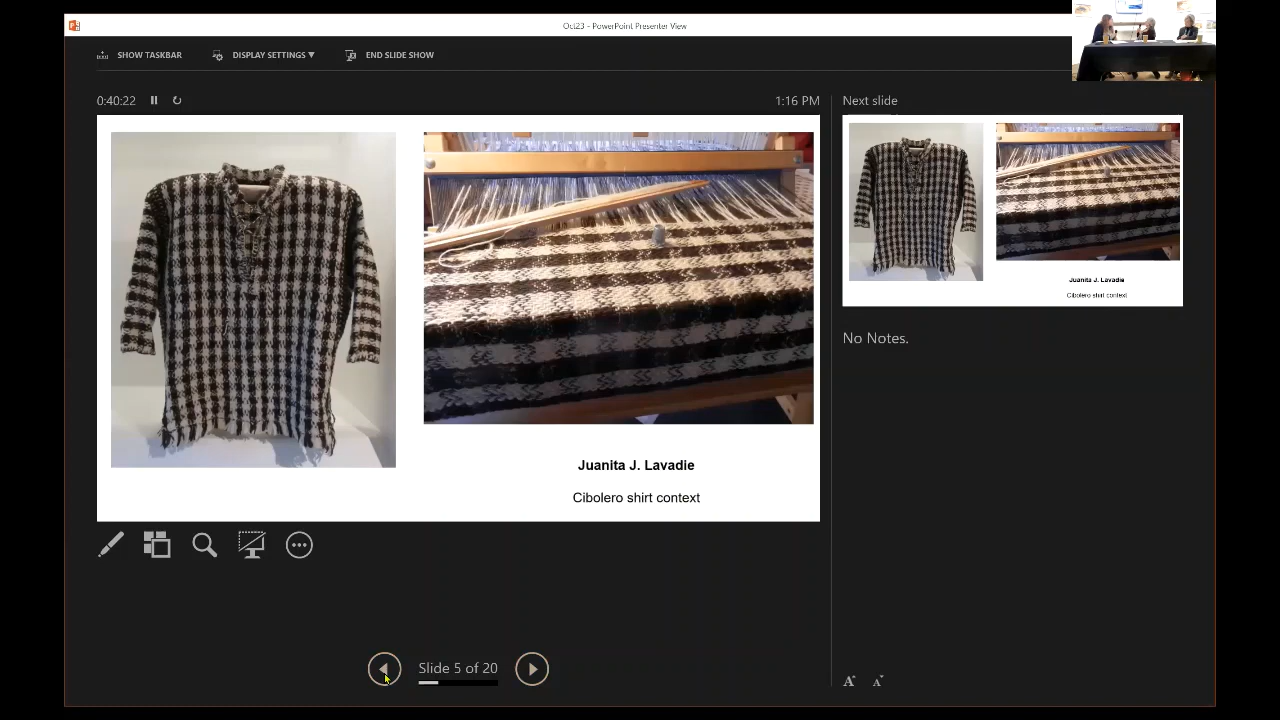 Oct23 - PowerPoint Presenter View
SHOW TASKBAR
DISPLAY SETTINGS ▼
END SLIDE SHOW
0:40:22
1:16 PM
Next slide
Juanita J. Lavadie
Cibolero shirt context
Juanita J. Lavadie
Cibolero shirt context
No Notes.
Slide 5 of 20
A
A